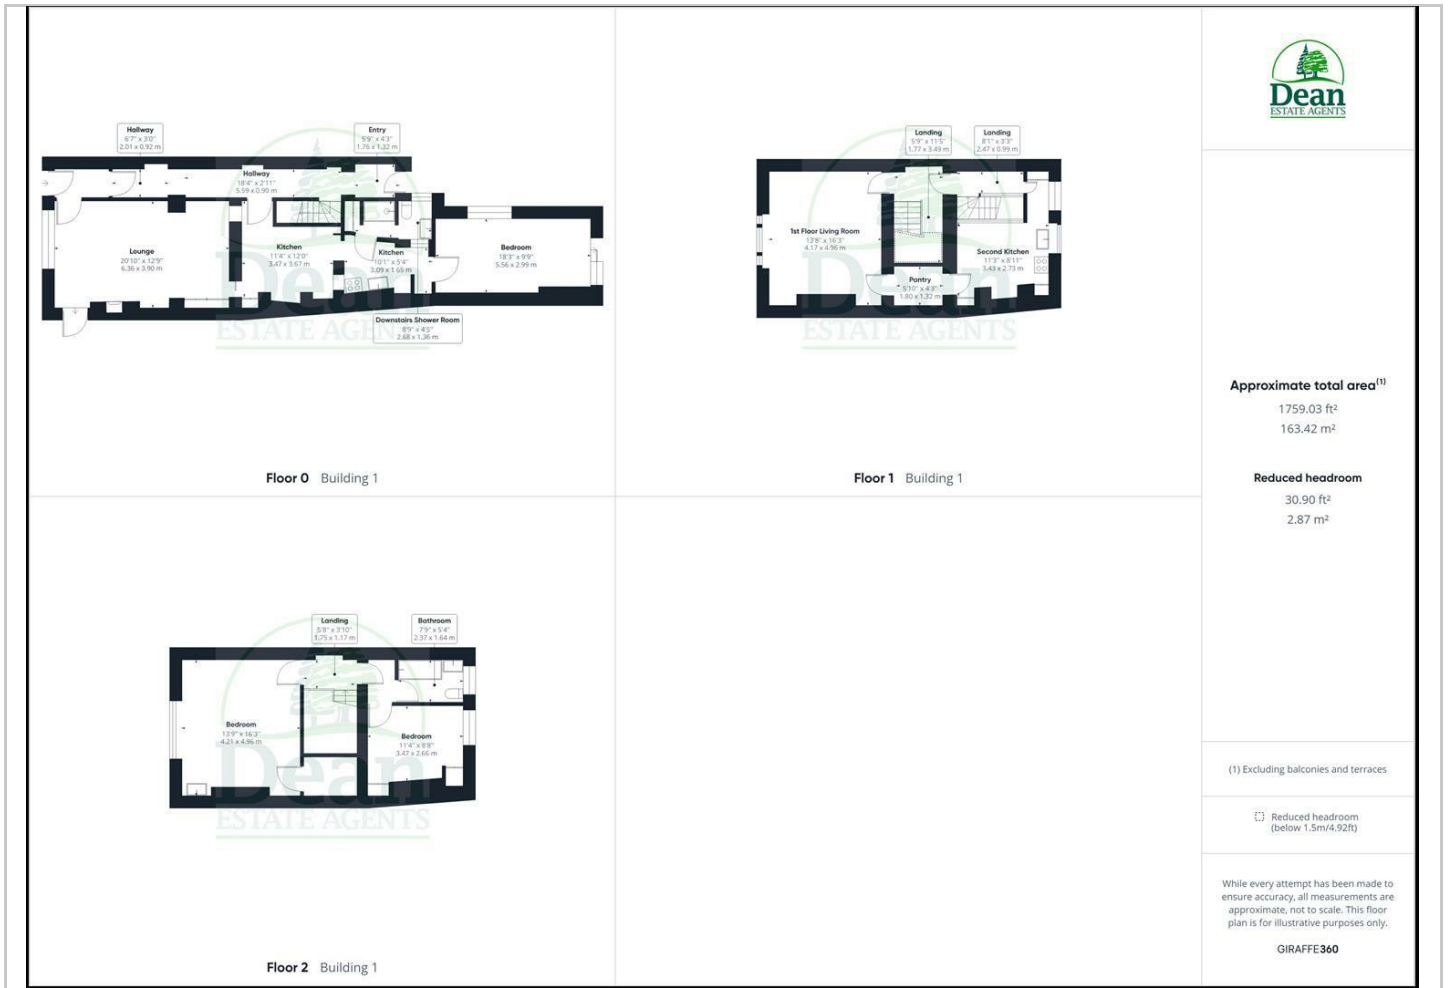 Hallway
6'7" x 3'0"
2.01 x 0.92 m
Entry
5'9" x 4'3"
1.76 x 1.32 m
Hallway
18'4" x 2'11"
5.59 x 0.90 m
Lounge
20'10" x 12'9"
6.36 x 3.90 m
Kitchen
11'4" x 12'0"
3.47 x 3.67 m
Kitchen
10'1" x 5'4"
3.09 x 1.65 m
Bedroom
18'3" x 9'9"
5.56 x 2.99 m
Downstairs Shower Room
8'9" x 4'5"
2.68 x 1.36 m
Dean
ESTATE AGENTS
Floor 0 Building 1
Landing
5'9" x 11'5"
1.77 x 3.49 m
Landing
8'1" x 3'3"
2.47 x 0.99 m
1st Floor Living Room
13'8" x 16'3"
4.17 x 4.96 m
Second Kitchen
11'3" x 8'11"
3.43 x 2.73 m
Pantry
5'10" x 4'3"
1.80 x 1.32 m
Dean
ESTATE AGENTS
Floor 1 Building 1
Landing
5'8" x 3'10"
1.75 x 1.17 m
Bathroom
7'9" x 5'4"
2.37 x 1.64 m
Bedroom
13'9" x 16'3"
4.21 x 4.96 m
Bedroom
11'4" x 8'8"
3.47 x 2.66 m
Dean
ESTATE AGENTS
Floor 2 Building 1
Dean
ESTATE AGENTS
Approximate total area(1)
1759.03 ft²
163.42 m²
Reduced headroom
30.90 ft²
2.87 m²
(1) Excluding balconies and terraces
Reduced headroom
(below 1.5m/4.92ft)
While every attempt has been made to
ensure accuracy, all measurements are
approximate, not to scale. This floor
plan is for illustrative purposes only.
GIRAFFE360